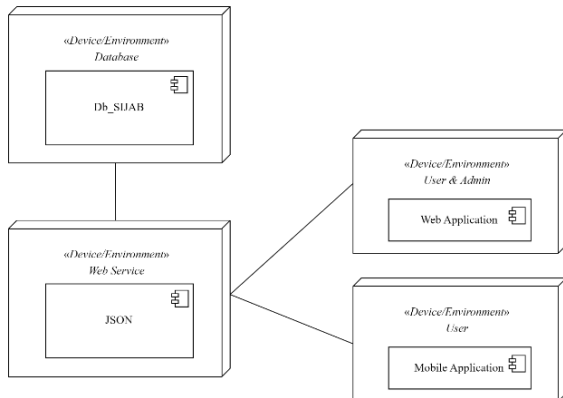 «Device/Environment»
Database
Db_SIJAB
«Device/Environment»
Web Service
JSON
«Device/Environment»
User & Admin
Web Application
«Device/Environment»
User
Mobile Application